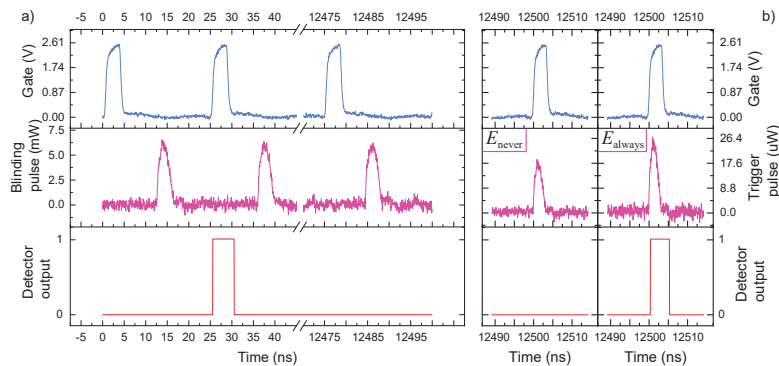 a)
-5 0 5 10 15 20 25 30 35 40 12475 12485 12495
12490 12500 12510 12490 12500 12510
b)
Gate (V)
2.61
1.74
0.87
0.00
2.61
1.74
0.87
0.00
Gate (V)
Blinding
pulse (mW)
7.5
5.0
2.5
0.0
E_never
E_always
26.4
17.6
8.8
0.0
Trigger
pulse (uW)
Detector
output
1
0
1
0
Detector
output
-5 0 5 10 15 20 25 30 35 40 12475 12485 12495
12490 12500 12510 12490 12500 12510
Time (ns)
Time (ns)